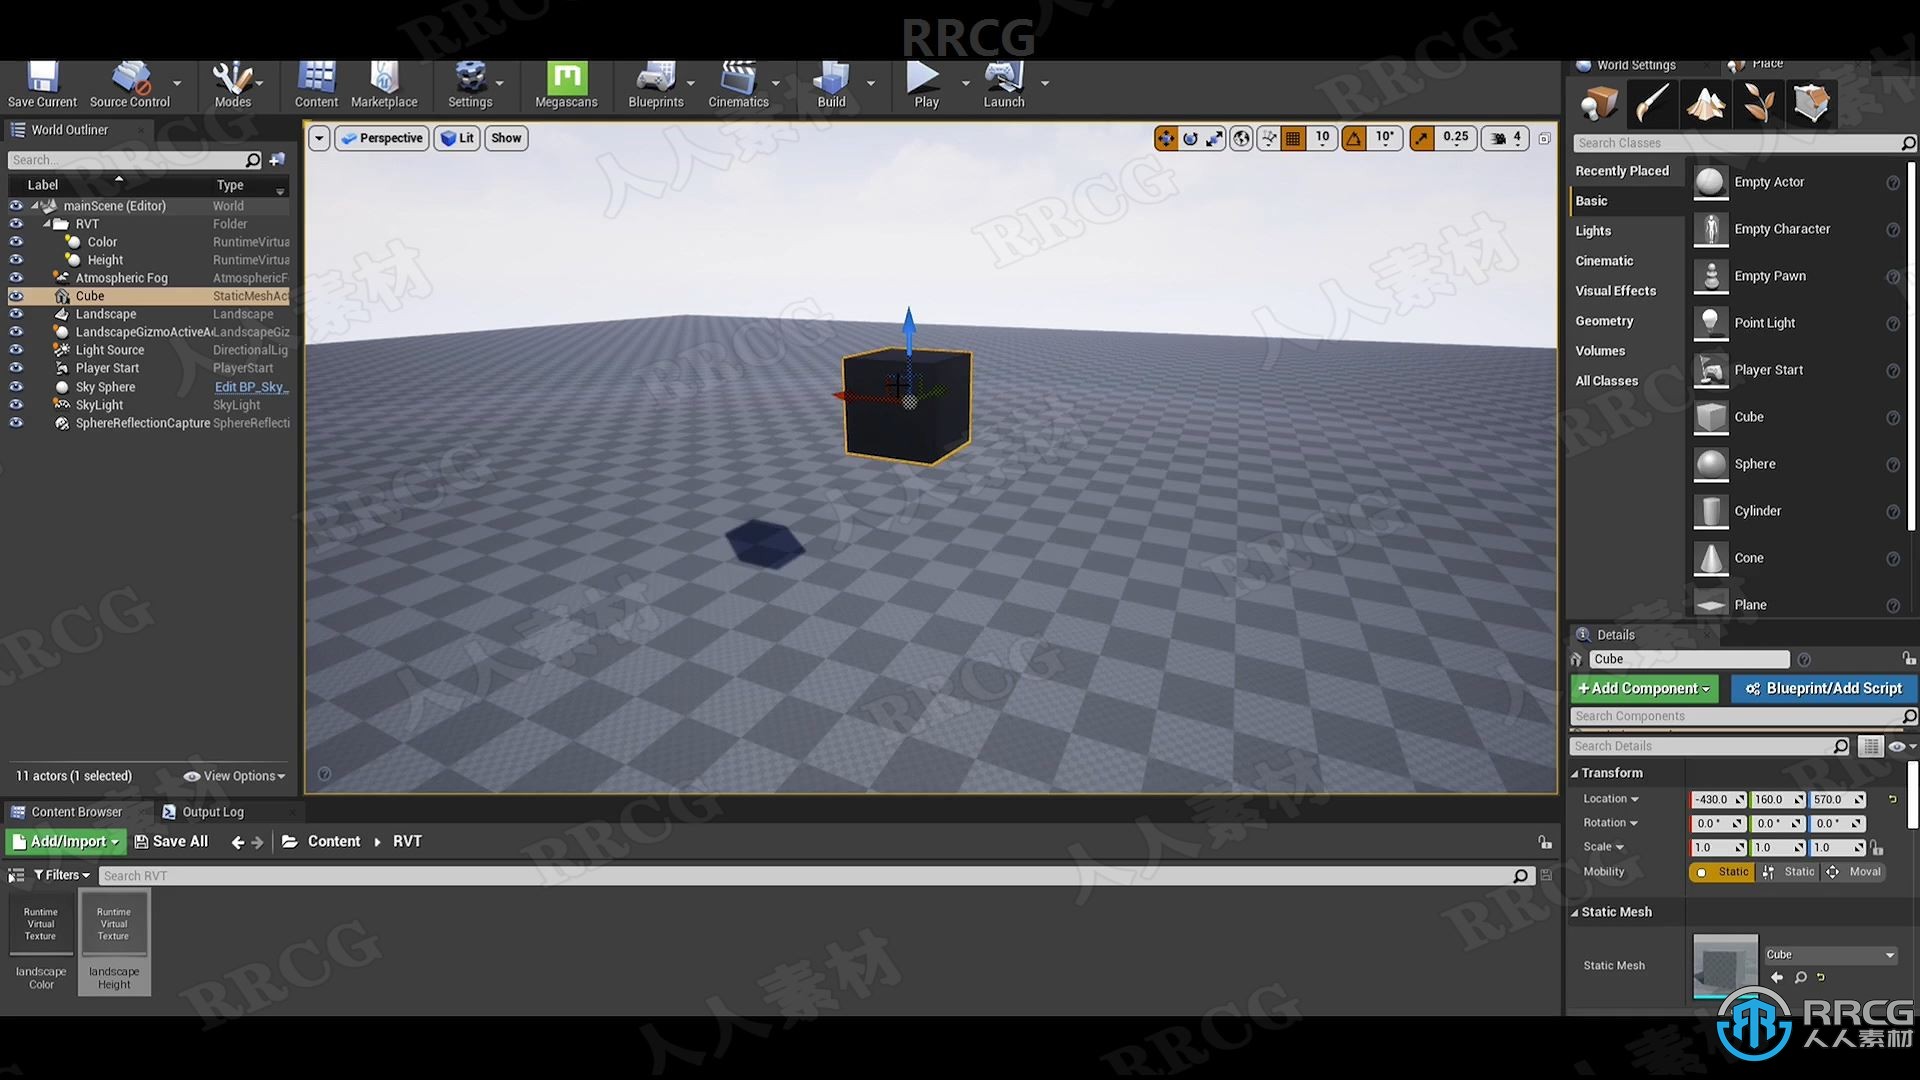 RRCG
Save Current
Source Control
Modes
Content
Marketplace
Settings
Megascans
Blueprints
Cinematics
Build
Play
Launch
World Settings
Place
World Outliner
Search...
Label
Type
mainScene (Editor)
World
RVT
Folder
Color
RuntimeVirtua
Height
RuntimeVirtua
Atmospheric Fog
AtmosphericF
Cube
StaticMeshAct
Landscape
Landscape
LandscapeGizmoActiveA
LandscapeGiz
Light Source
DirectionalLig
Player Start
PlayerStart
Sky Sphere
Edit BP_Sky_
SkyLight
SkyLight
SphereReflectionCapture
SphereReflecti
11 actors (1 selected)
View Options
Perspective
Lit
Show
10
10°
0.25
4
Search Classes
Recently Placed
Basic
Lights
Cinematic
Visual Effects
Geometry
Volumes
All Classes
Empty Actor
Empty Character
Empty Pawn
Point Light
Player Start
Cube
Sphere
Cylinder
Cone
Plane
Details
Cube
+Add Component
Blueprint/Add Script
Search Components
Search Details
Transform
Location
-430.0
160.0
570.0
Rotation
0.0 °
0.0 °
0.0 °
Scale
1.0
1.0
1.0
Mobility
Static
Static
Moval
Static Mesh
Static Mesh
Cube
Content Browser
Output Log
Add/Import
Save All
Content
RVT
Filters
Search RVT
Runtime
Virtual
Texture
landscape
Color
Runtime
Virtual
Texture
landscape
Height
RRCG
人人素材